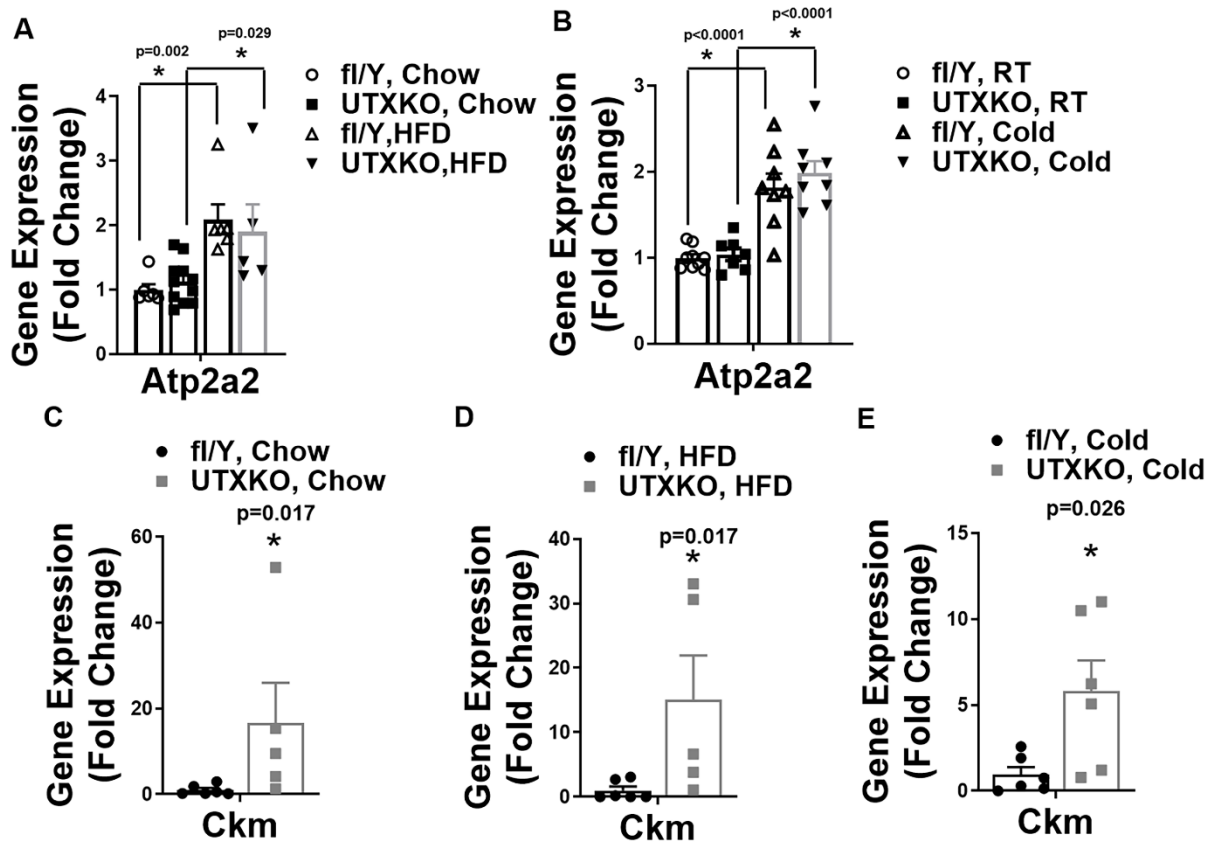 A
p=0.002
*
p=0.029
*
fl/Y, Chow
UTXKO, Chow
fl/Y,HFD
UTXKO,HFD
Gene Expression
(Fold Change)
4
3
2
1
0
Atp2a2
B
p<0.0001
*
p<0.0001
*
fl/Y, RT
UTXKO, RT
fl/Y, Cold
UTXKO, Cold
Gene Expression
(Fold Change)
3
2
1
0
Atp2a2
C
fl/Y, Chow
UTXKO, Chow
p=0.017
*
Gene Expression
(Fold Change)
60
40
20
0
Ckm
D
fl/Y, HFD
UTXKO, HFD
p=0.017
*
Gene Expression
(Fold Change)
40
30
20
10
0
Ckm
E
fl/Y, Cold
UTXKO, Cold
p=0.026
*
Gene Expression
(Fold Change)
15
10
5
0
Ckm